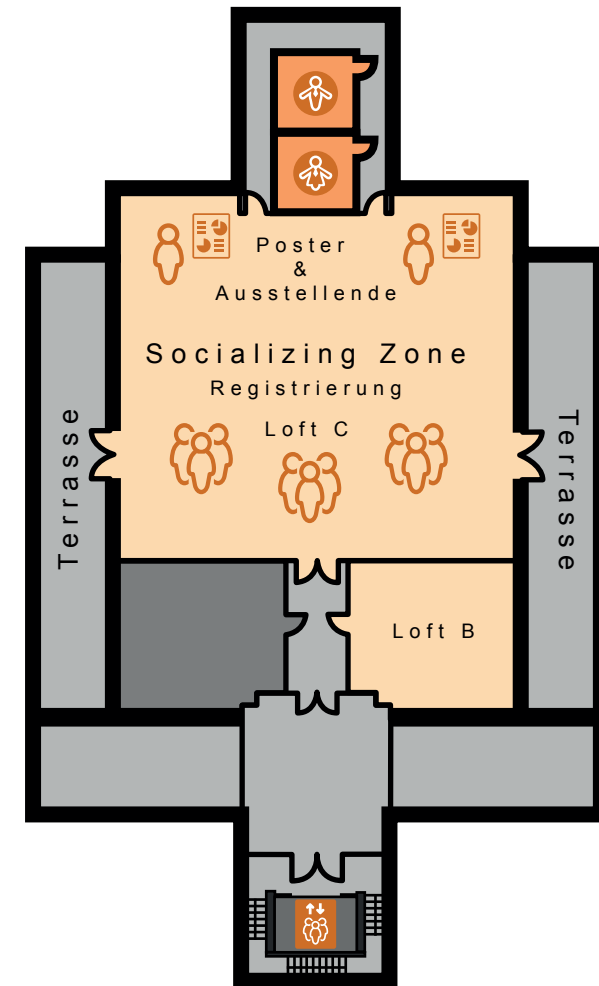 Poster
&
Ausstellende
Socializing Zone
Registrierung
Loft C
Terrasse
Terrasse
Loft B